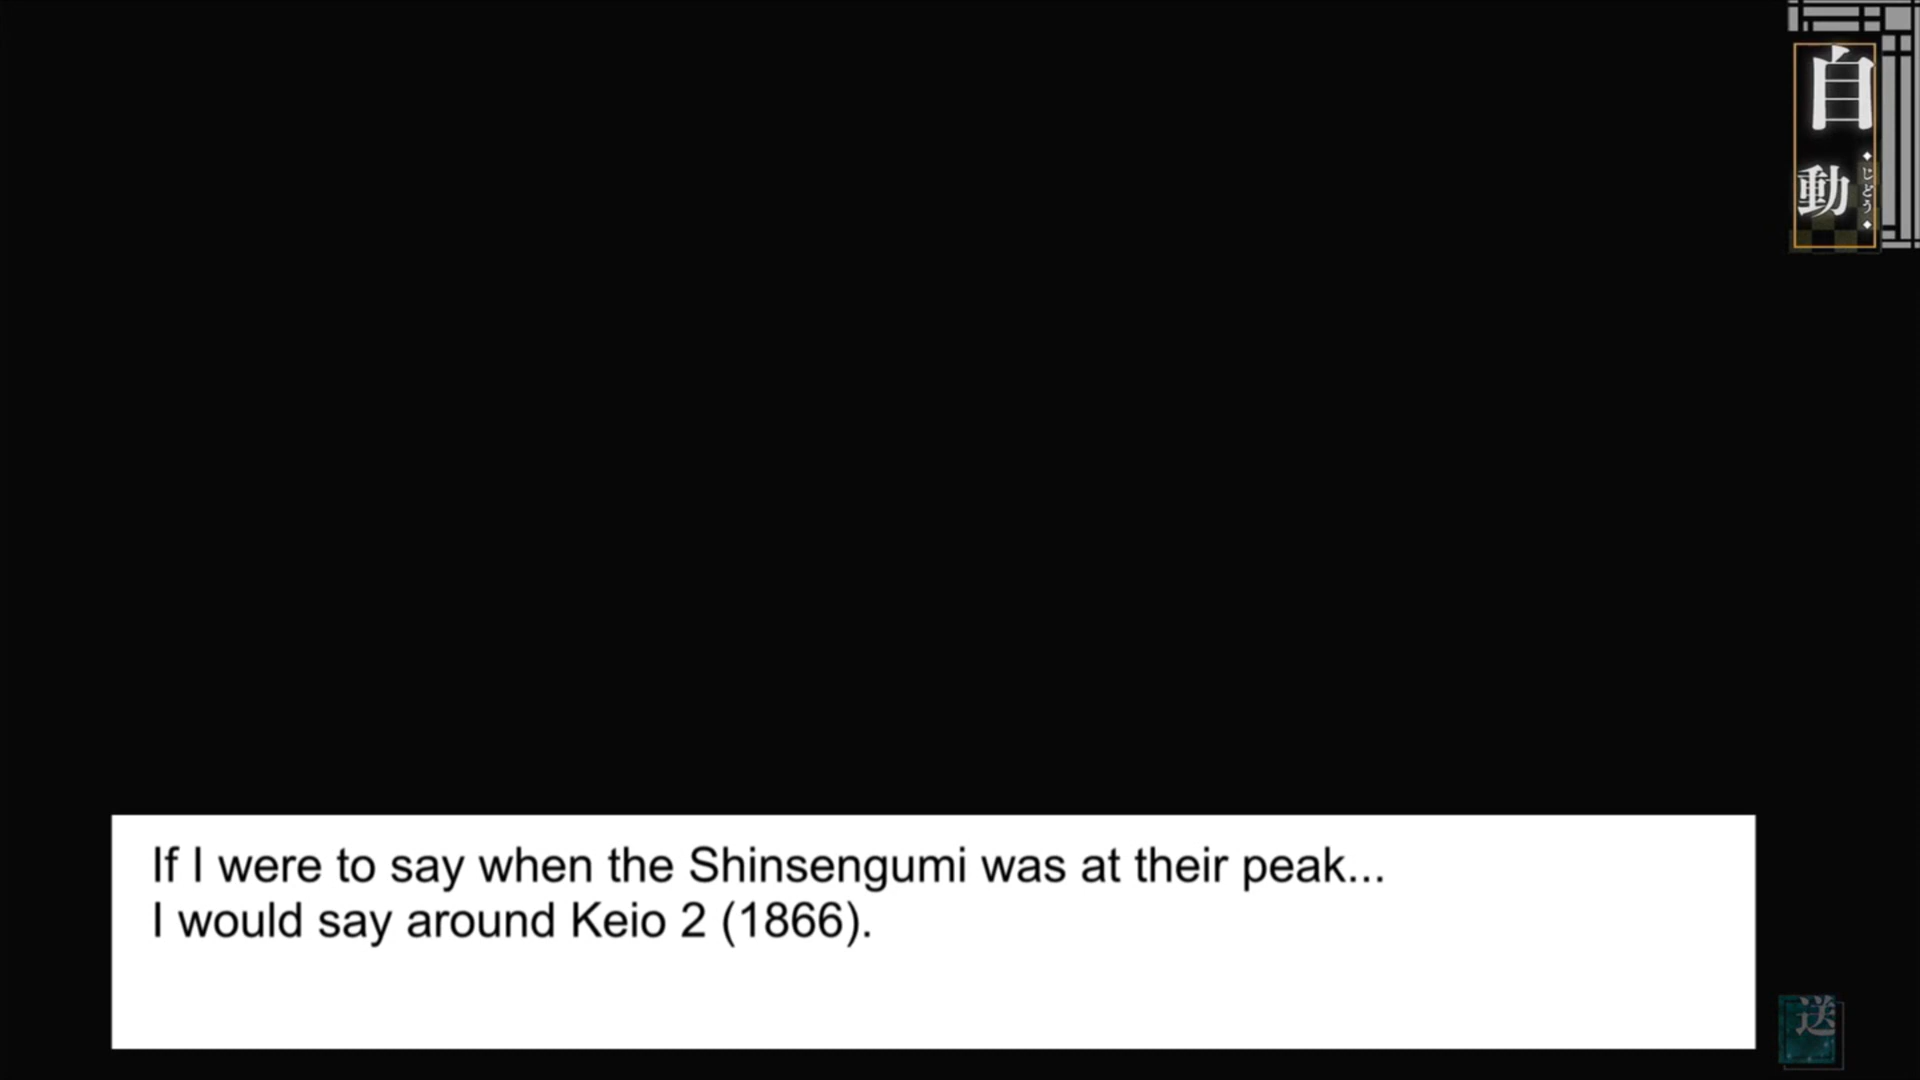 自動
じどう
If I were to say when the Shinsengumi was at their peak...
I would say around Keio 2 (1866).
送